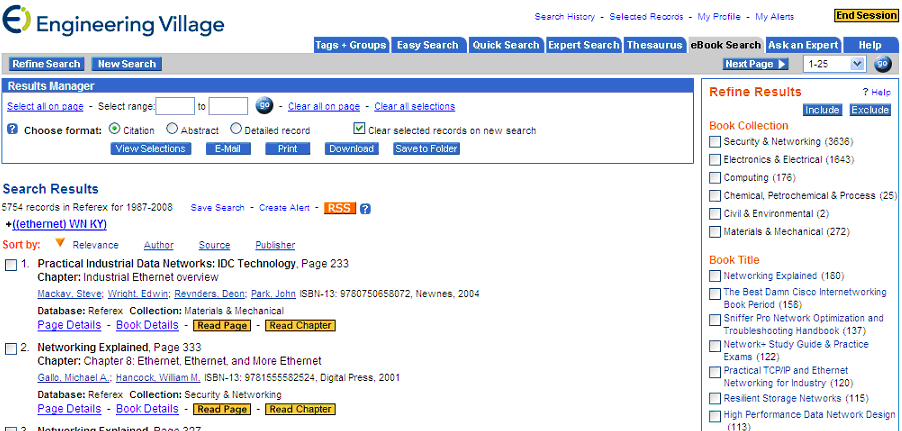 Engineering Village
Search History - Selected Records - My Profile - My Alerts
End Session
Tags + Groups Easy Search Quick Search Expert Search Thesaurus eBook Search Ask an Expert Help
Refine Search New Search
Next Page 1-25 go
Results Manager
Select all on page - Select range: to go - Clear all on page - Clear all selections
? Choose format: Citation Abstract Detailed record Clear selected records on new search
View Selections E-Mail Print Download Save to Folder
Search Results
5754 records in Referex for 1987-2008 Save Search - Create Alert - RSS ?
+((ethernet) WN KY)
Sort by: Relevance Author Source Publisher
1. Practical Industrial Data Networks: IDC Technology, Page 233
Chapter: Industrial Ethernet overview
Mackay, Steve; Wright, Edwin; Reynders, Deon; Park, John ISBN-13: 9780750658072, Newnes, 2004
Database: Referex Collection: Materials & Mechanical
Page Details - Book Details - Read Page - Read Chapter
2. Networking Explained, Page 333
Chapter: Chapter 8: Ethernet, Ethernet, and More Ethernet
Gallo, Michael A.; Hancock, William M. ISBN-13: 9781555582524, Digital Press, 2001
Database: Referex Collection: Security & Networking
Page Details - Book Details - Read Page - Read Chapter
3. Networking Explained, Page 327
Refine Results
? Help
Include Exclude
Book Collection
Security & Networking (3636)
Electronics & Electrical (1643)
Computing (176)
Chemical, Petrochemical & Process (25)
Civil & Environmental (2)
Materials & Mechanical (272)
Book Title
Networking Explained (180)
The Best Damn Cisco Internetworking
Book Period (158)
Sniffer Pro Network Optimization and
Troubleshooting Handbook (137)
Network+ Study Guide & Practice
Exams (122)
Practical TCP/IP and Ethernet
Networking for Industry (120)
Resilient Storage Networks (115)
High Performance Data Network Design
(113)